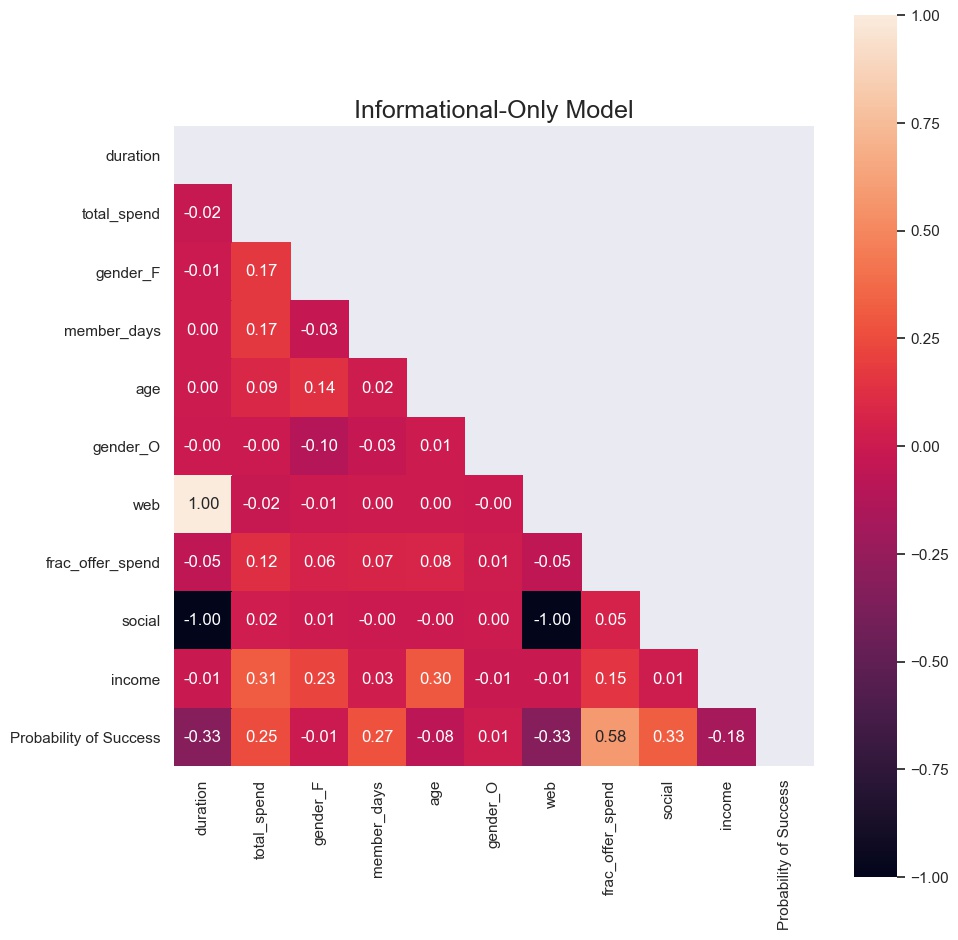 Informational-Only Model
duration
total_spend -0.02
gender_F -0.01 0.17
member_days 0.00 0.17 -0.03
age 0.00 0.09 0.14 0.02
gender_O -0.00 -0.00 -0.10 -0.03 0.01
web 1.00 -0.02 -0.01 0.00 0.00 -0.00
frac_offer_spend -0.05 0.12 0.06 0.07 0.08 0.01 -0.05
social -1.00 0.02 0.01 -0.00 -0.00 0.00 -1.00 0.05
income -0.01 0.31 0.23 0.03 0.30 -0.01 -0.01 0.15 0.01
Probability of Success -0.33 0.25 -0.01 0.27 -0.08 0.01 -0.33 0.58 0.33 -0.18
duration
total_spend
gender_F
member_days
age
gender_O
web
frac_offer_spend
social
income
Probability of Success
1.00
0.75
0.50
0.25
0.00
−0.25
−0.50
−0.75
−1.00